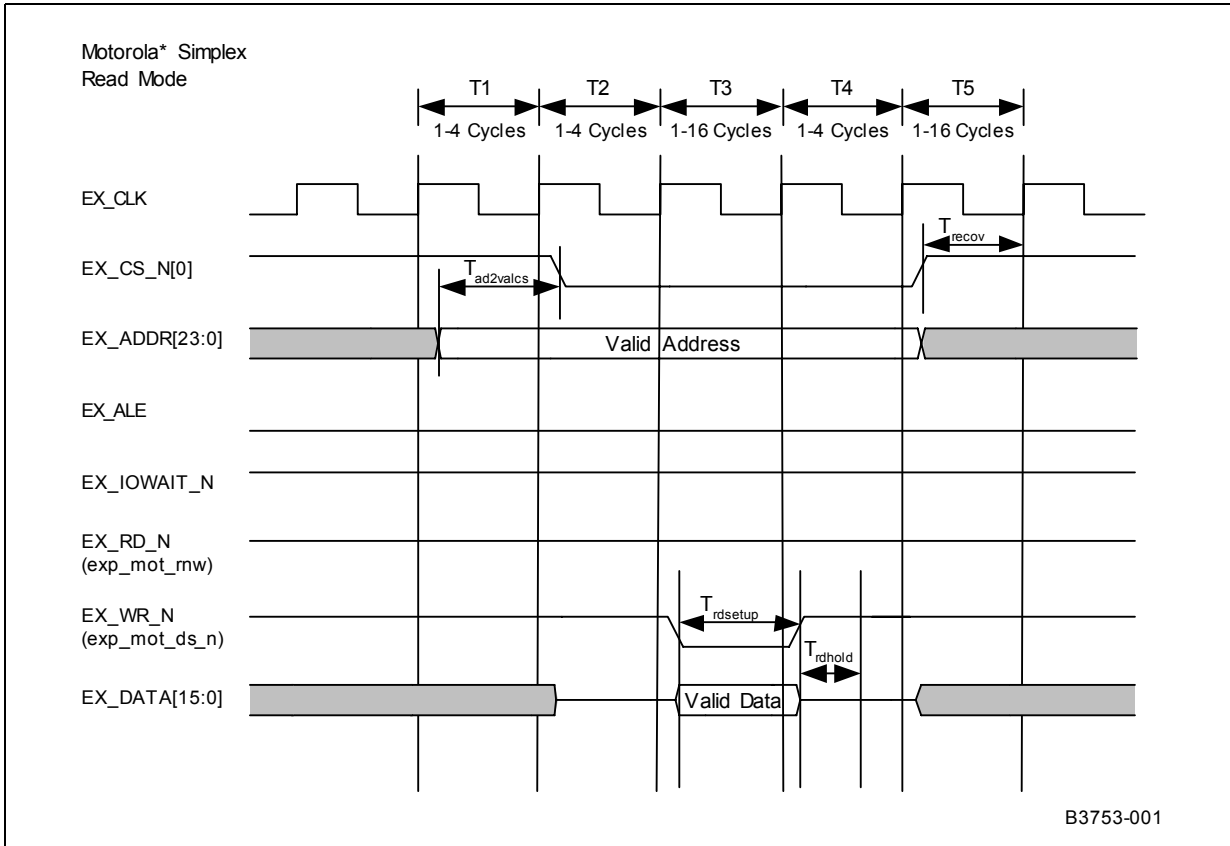 Motorola* Simplex
Read Mode
T1 T2 T3 T4 T5
1-4 Cycles 1-4 Cycles 1-16 Cycles 1-4 Cycles 1-16 Cycles
EX_CLK
Trecov
EX_CS_N[0]
Tad2valcs
EX_ADDR[23:0]
Valid Address
EX_ALE
EX_IOWAIT_N
EX_RD_N
(exp_mot_rnw)
EX_WR_N
(exp_mot_ds_n)
Trdsetup
Trdhold
EX_DATA[15:0]
Valid Data
B3753-001